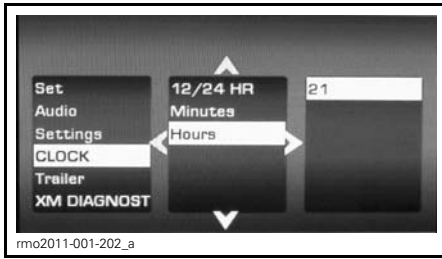 Set
Audio
Settings
CLOCK
Trailer
XM DIAGNOST
12/24 HR
Minutes
Hours
21
rmo2011-001-202_a